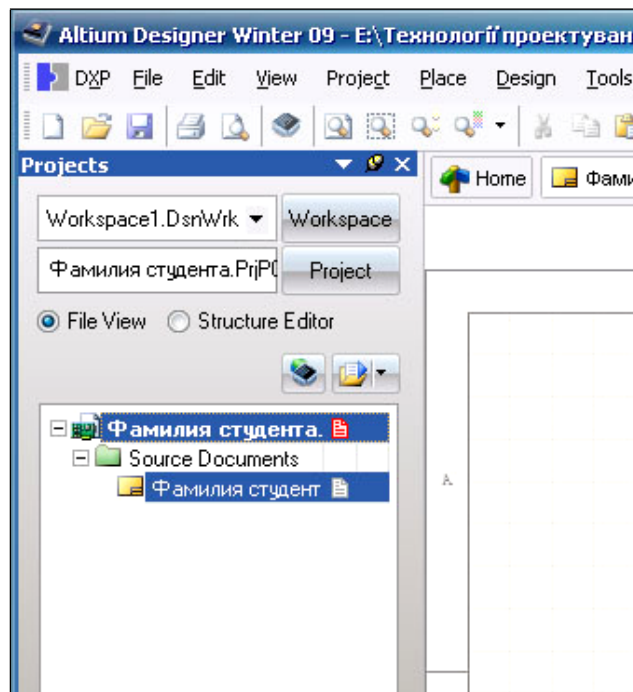 Altium Designer Winter 09 - E:\Технології проектуван
DXP File Edit View Project Place Design Tools
Projects
Home Фами
Workspace1.DsnWrk Workspace
Фамилия студента.PrjPC Project
File View Structure Editor
Фамилия студента.
Source Documents
Фамилия студент
A